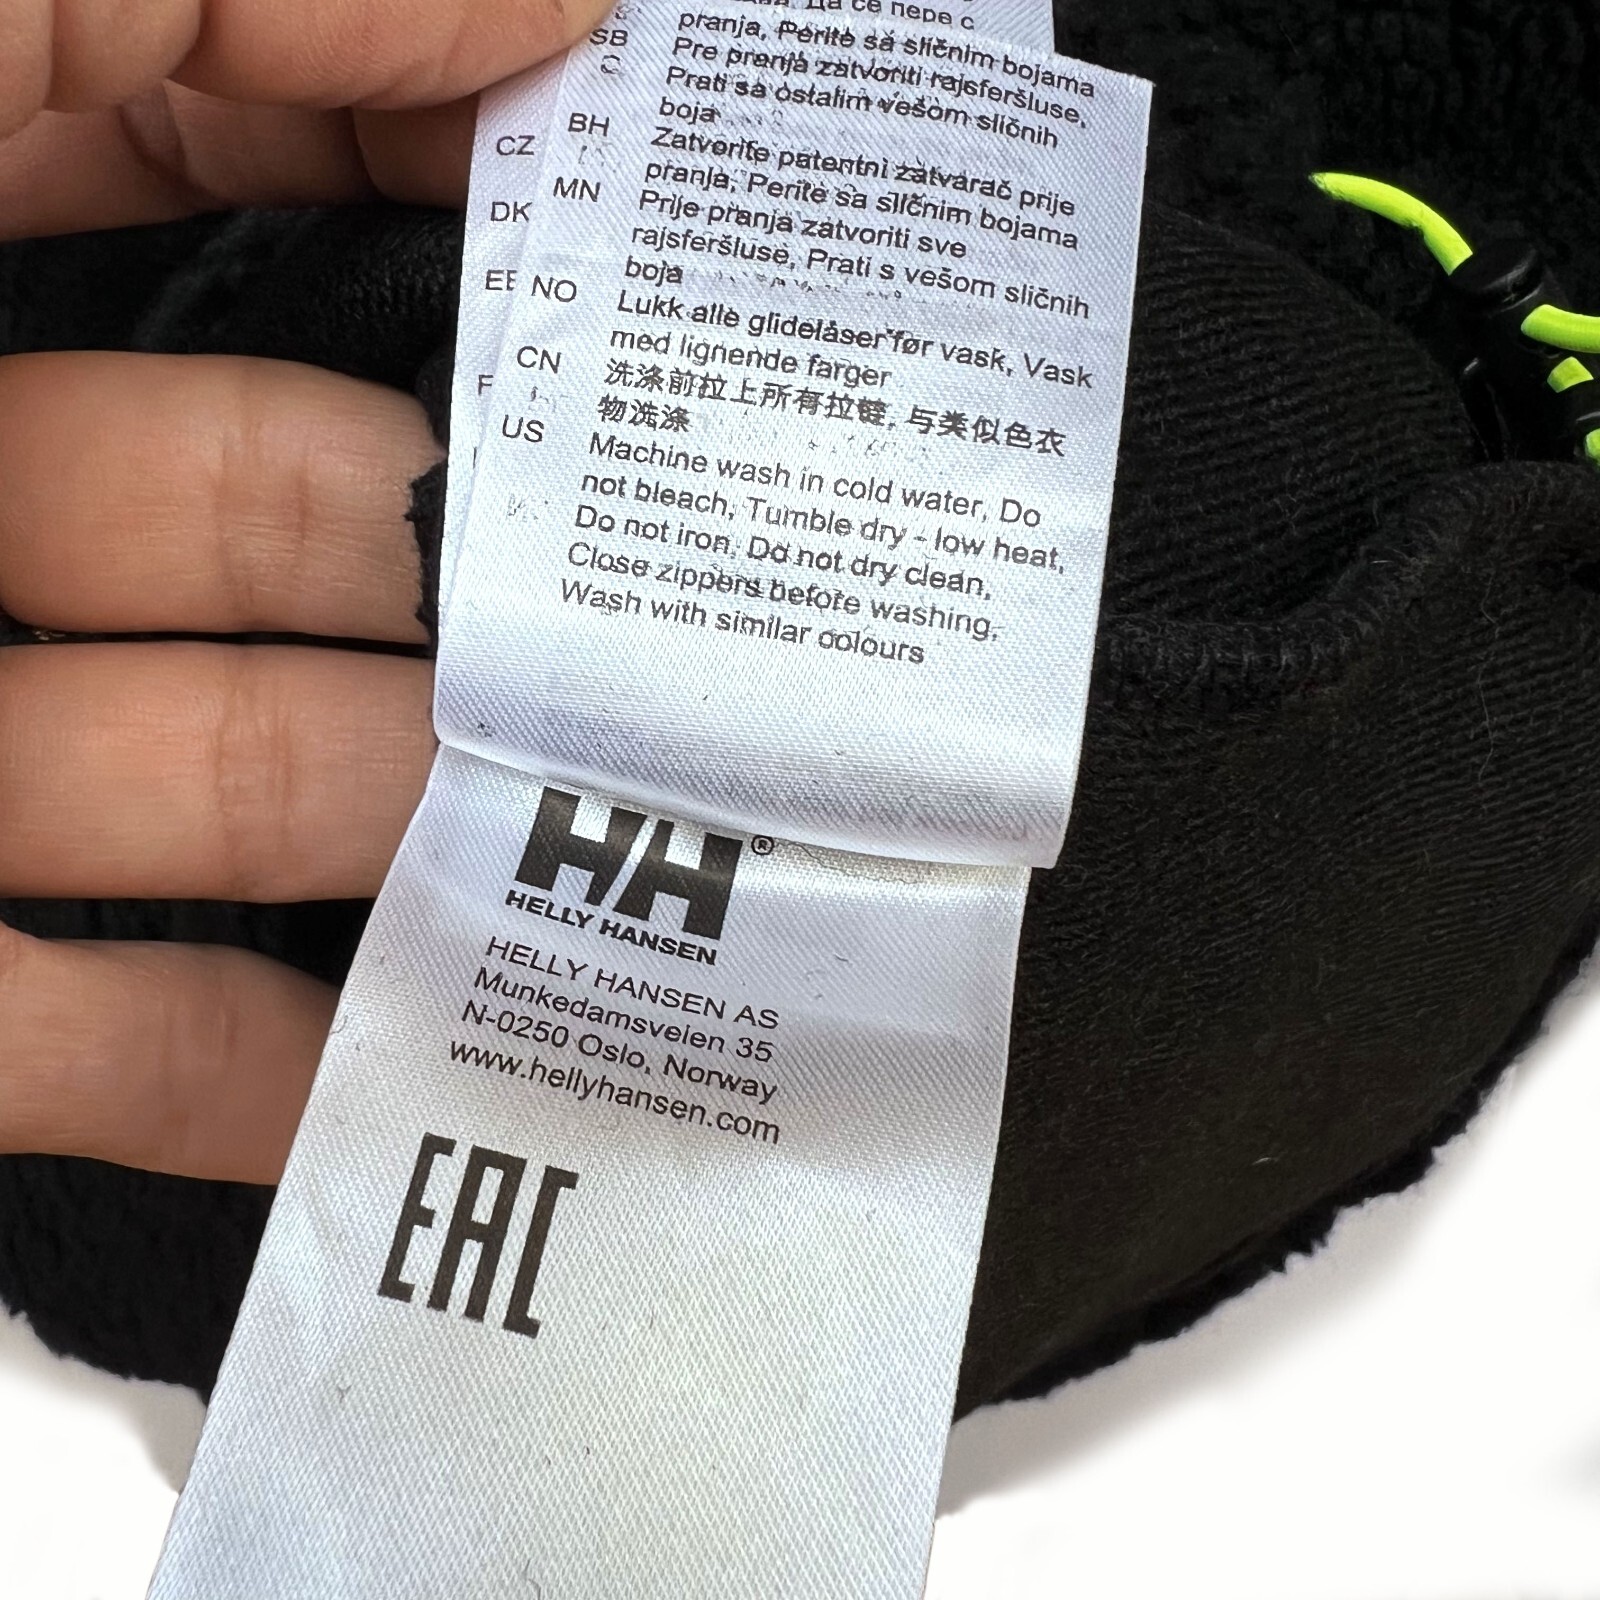 Да се пере с
pranja, Perite sa sličnim bojama
SB Pre pranja zatvoriti rajsferšluse,
Prati sa ostalim vešom sličnih
boja
BH Zatvorite patentni zatvarač prije
pranja, Perite sa sličnim bojama
MN Prije pranja zatvoriti sve
rajsferšluse, Prati s vešom sličnih
boja
NO Lukk alle glidelåser før vask, Vask
med lignende farger
CN 洗涤前拉上所有拉链, 与类似色衣
物洗涤
US Machine wash in cold water, Do
not bleach, Tumble dry - low heat,
Do not iron, Do not dry clean,
Close zippers before washing,
Wash with similar colours
CZ
DK
EE
F
HH®
HELLY HANSEN
HELLY HANSEN AS
Munkedamsveien 35
N-0250 Oslo, Norway
www.hellyhansen.com
EAC